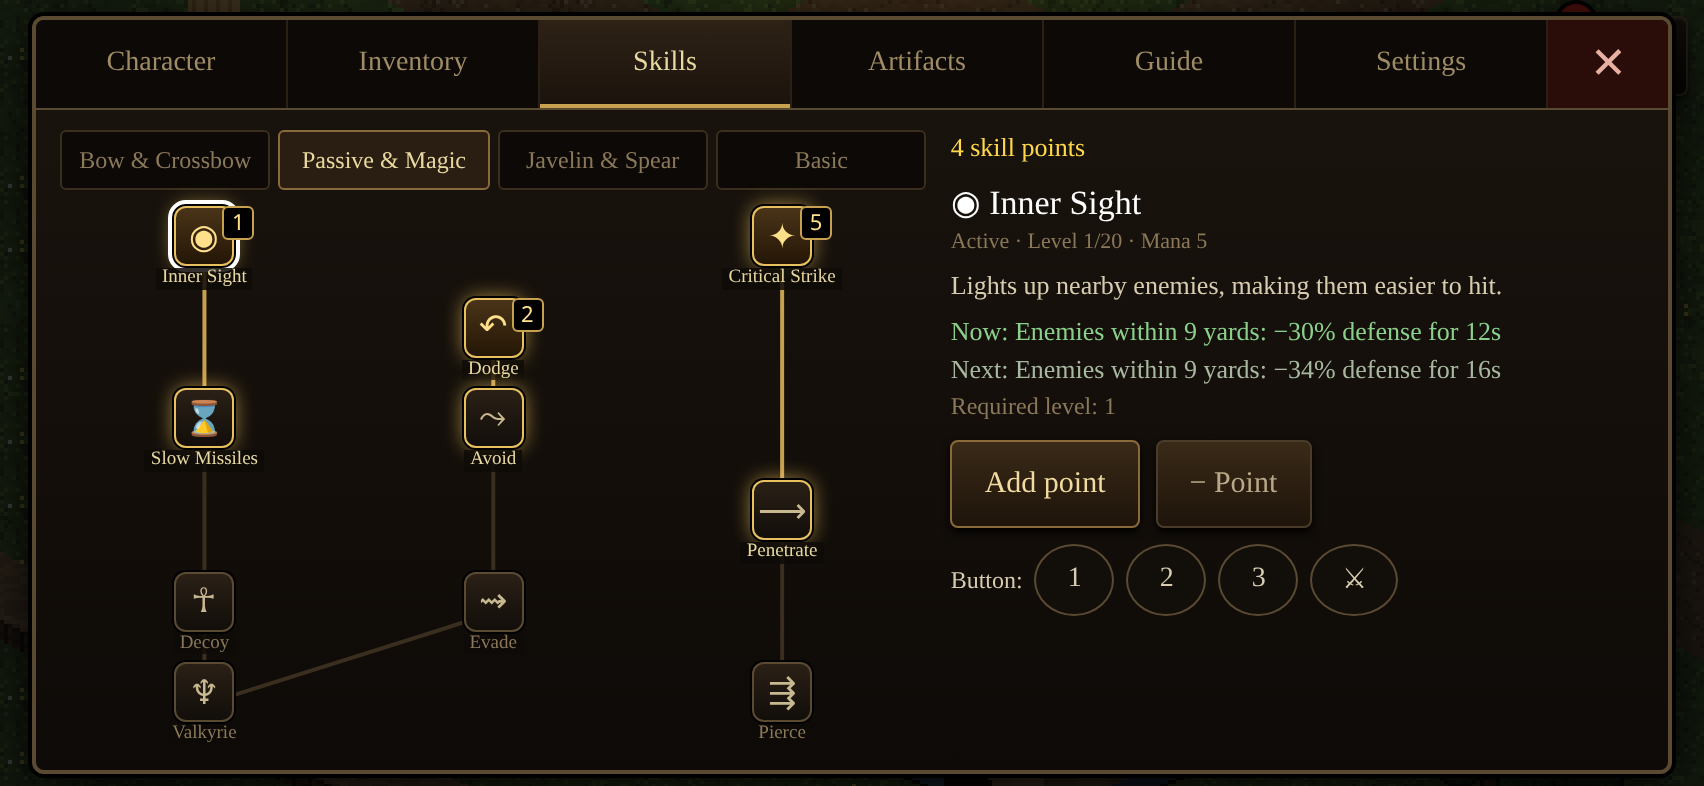 Character Inventory Skills Artifacts Guide Settings ✕
Bow & Crossbow Passive & Magic Javelin & Spear Basic
1
Inner Sight
5
Critical Strike
2
Dodge
Slow Missiles
Avoid
Penetrate
Decoy
Evade
Valkyrie
Pierce
4 skill points
◉ Inner Sight
Active · Level 1/20 · Mana 5
Lights up nearby enemies, making them easier to hit.
Now: Enemies within 9 yards: −30% defense for 12s
Next: Enemies within 9 yards: −34% defense for 16s
Required level: 1
Add point − Point
Button: 1 2 3 ⚔